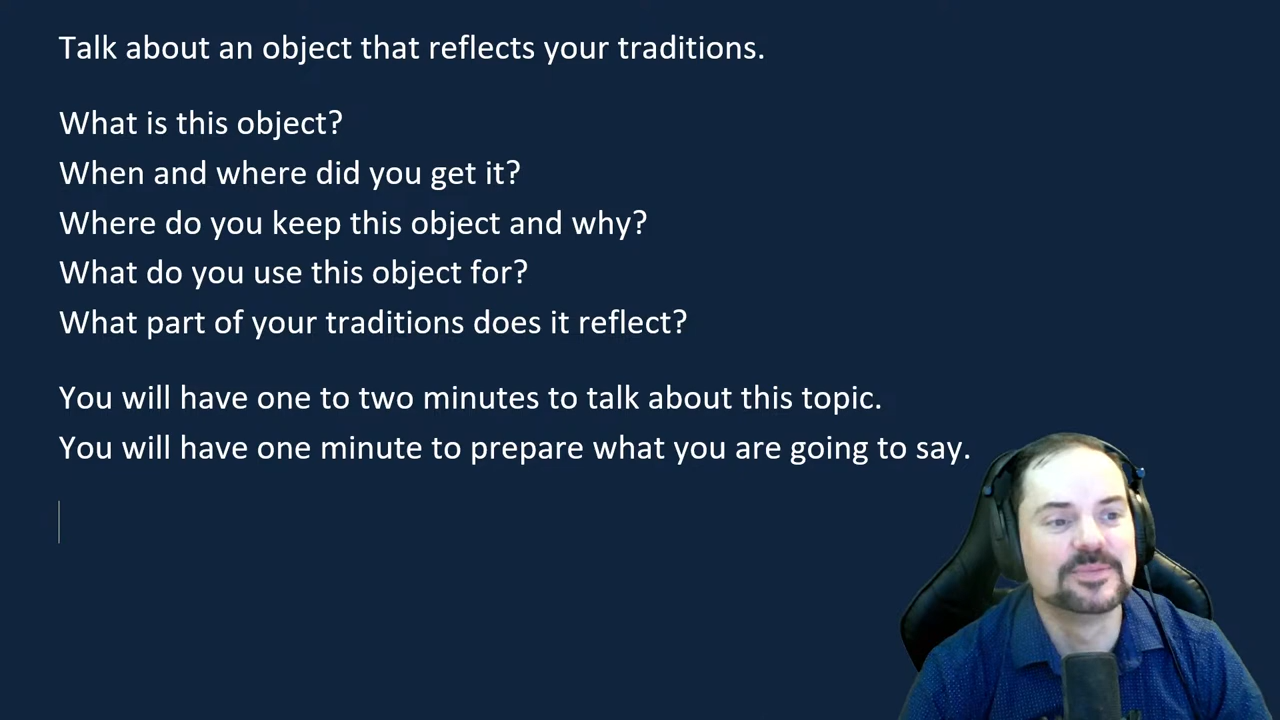 Talk about an object that reflects your traditions.
What is this object?
When and where did you get it?
Where do you keep this object and why?
What do you use this object for?
What part of your traditions does it reflect?
You will have one to two minutes to talk about this topic.
You will have one minute to prepare what you are going to say.